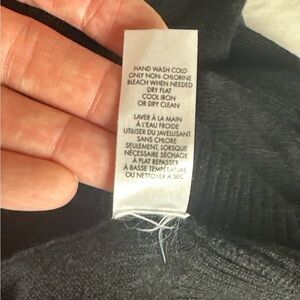 HAND WASH COLD
ONLY NON-CHLORINE
BLEACH WHEN NEEDED
DRY FLAT
COOL IRON
OR DRY CLEAN
LAVER À LA MAIN
À L'EAU FROIDE
UTILISER DU JAVELLISANT
SANS CHLORE
SEULEMENT, LORSQUE
NÉCESSAIRE SÉCHAGE
À PLAT REPASSER
À BASSE TEMPÉRATURE
OU NETTOYER À SEC